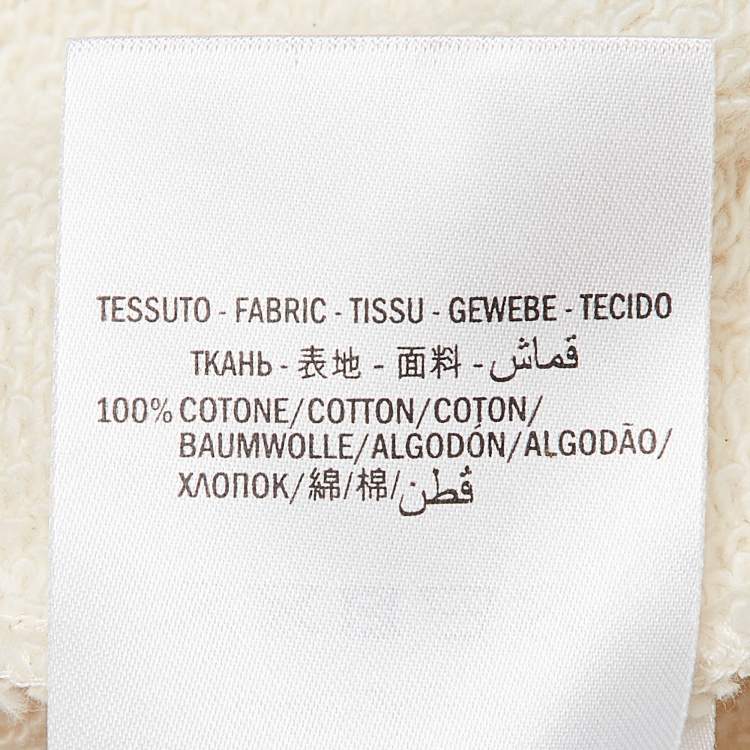 TESSUTO - FABRIC - TISSU - GEWEBE - TECIDO
ТКАНЬ - 表地 - 面料 - قماش
100% COTONE/COTTON/COTON/
BAUMWOLLE/ALGODÓN/ALGODÃO/
ХЛОПОК/綿/棉/قطن